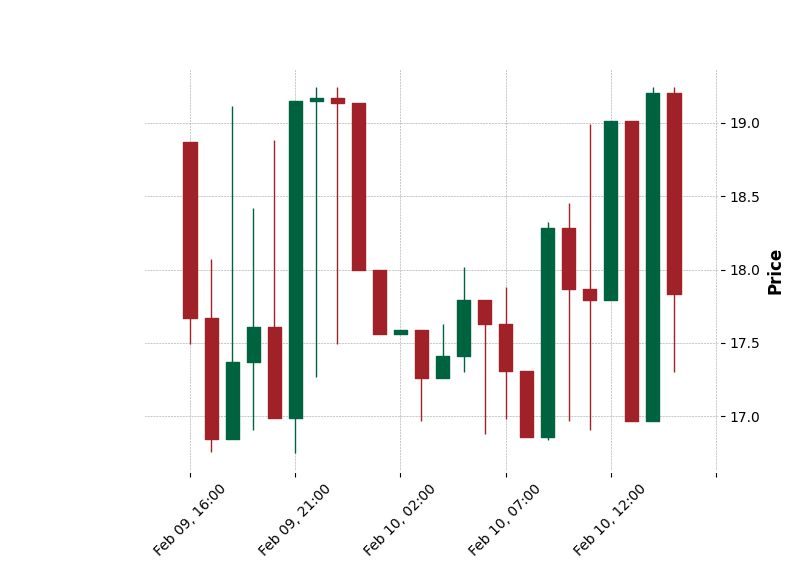 19.0
18.5
18.0
17.5
17.0
Price
Feb 09, 16:00
Feb 09, 21:00
Feb 10, 02:00
Feb 10, 07:00
Feb 10, 12:00